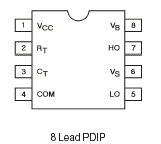 1 VCC VB 8
2 RT HO 7
3 CT VS 6
4 COM LO 5
8 Lead PDIP